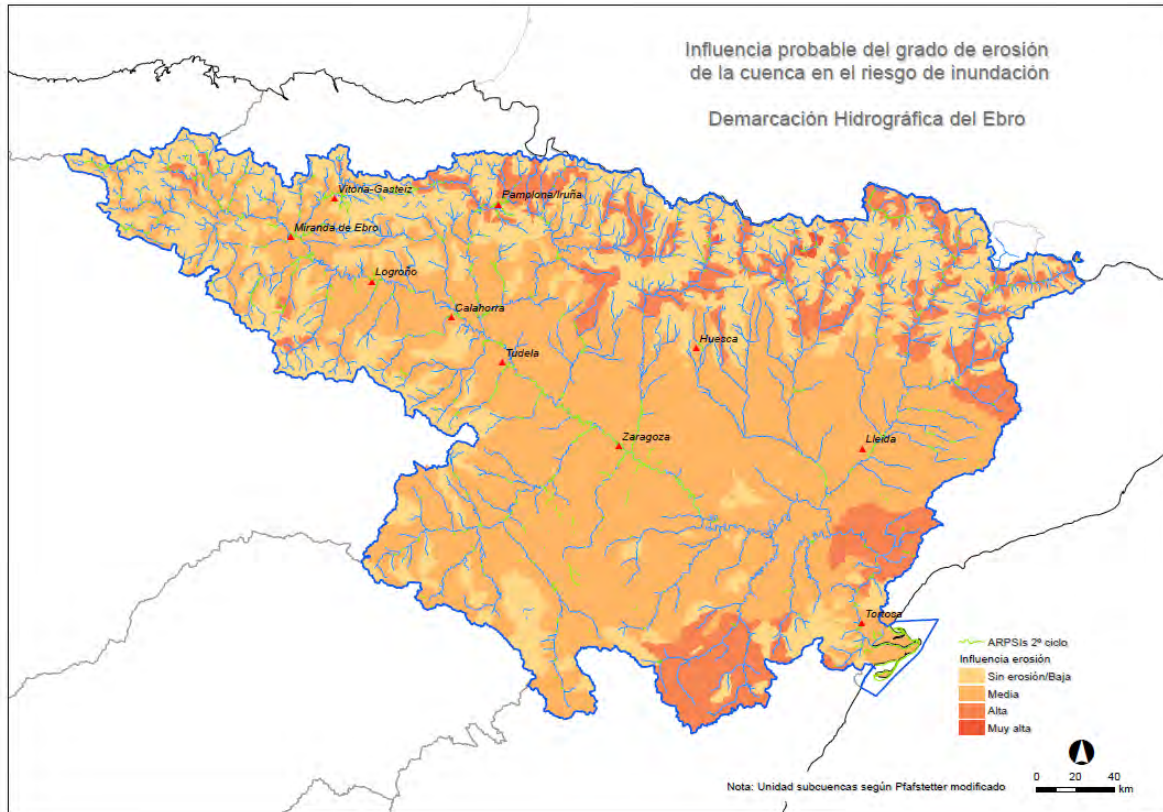 Influencia probable del grado de erosión
de la cuenca en el riesgo de inundación
Demarcación Hidrográfica del Ebro
Vitoria-Gasteiz
Pamplona/Iruña
Miranda de Ebro
Logroño
Calahorra
Tudela
Huesca
Zaragoza
Lleida
Tortosa
ARPSIs 2º ciclo
Influencia erosión
Sin erosión/Baja
Media
Alta
Muy alta
Nota: Unidad subcuencas según Pfafstetter modificado
0 20 40
km